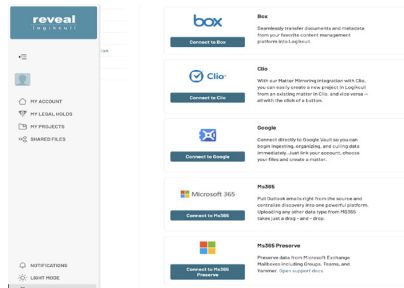 reveal
logikcull
MY ACCOUNT
MY LEGAL HOLDS
MY PROJECTS
SHARED FILES
NOTIFICATIONS
LIGHT MODE
box
Connect to Box
Box
Seamlessly transfer documents and metadata
from your favorite content management
platform into Logikcull.
Clio
Connect to Clio
Clio
With our Matter Mirroring integration with Clio,
you can easily create a new project in Logikcull
from an existing matter in Clio, and vice versa —
all with the click of a button.
Connect to Google
Google
Connect directly to Google Vault so you can
begin ingesting, organizing, and culling data
immediately. Just link your account, choose
your files and create a matter.
Microsoft 365
Connect to Ms365
Ms365
Pull Outlook emails right from the source and
centralize discovery into one powerful platform.
Uploading any other data type from MS365
takes just a drag - and - drop.
Connect to Ms365
Preserve
Ms365 Preserve
Preserve data from Microsoft Exchange
Mailboxes including Groups, Teams, and
Yammer. Open support docs